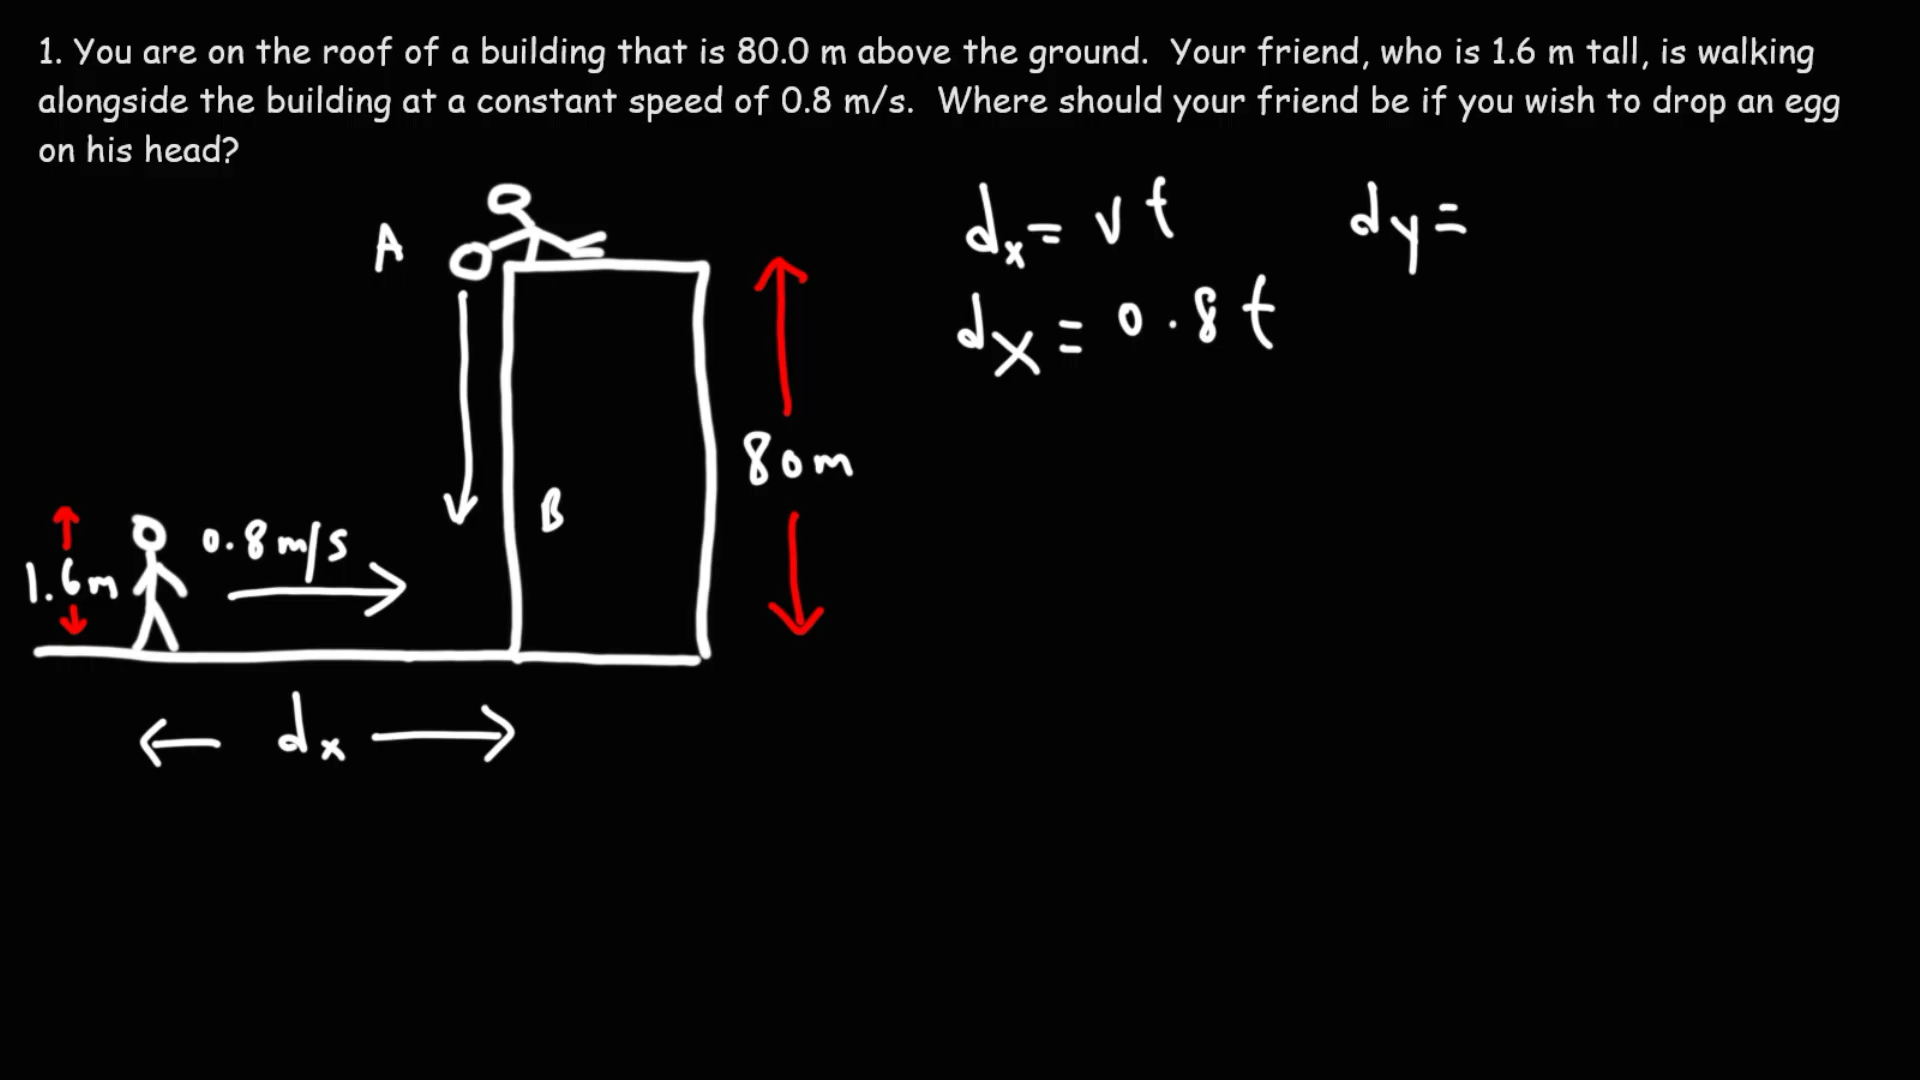 1. You are on the roof of a building that is 80.0 m above the ground. Your friend, who is 1.6 m tall, is walking
alongside the building at a constant speed of 0.8 m/s. Where should your friend be if you wish to drop an egg
on his head?
dx = vt
dy =
A
dx = 0.8t
80m
B
0.8m/s
1.6m
dx